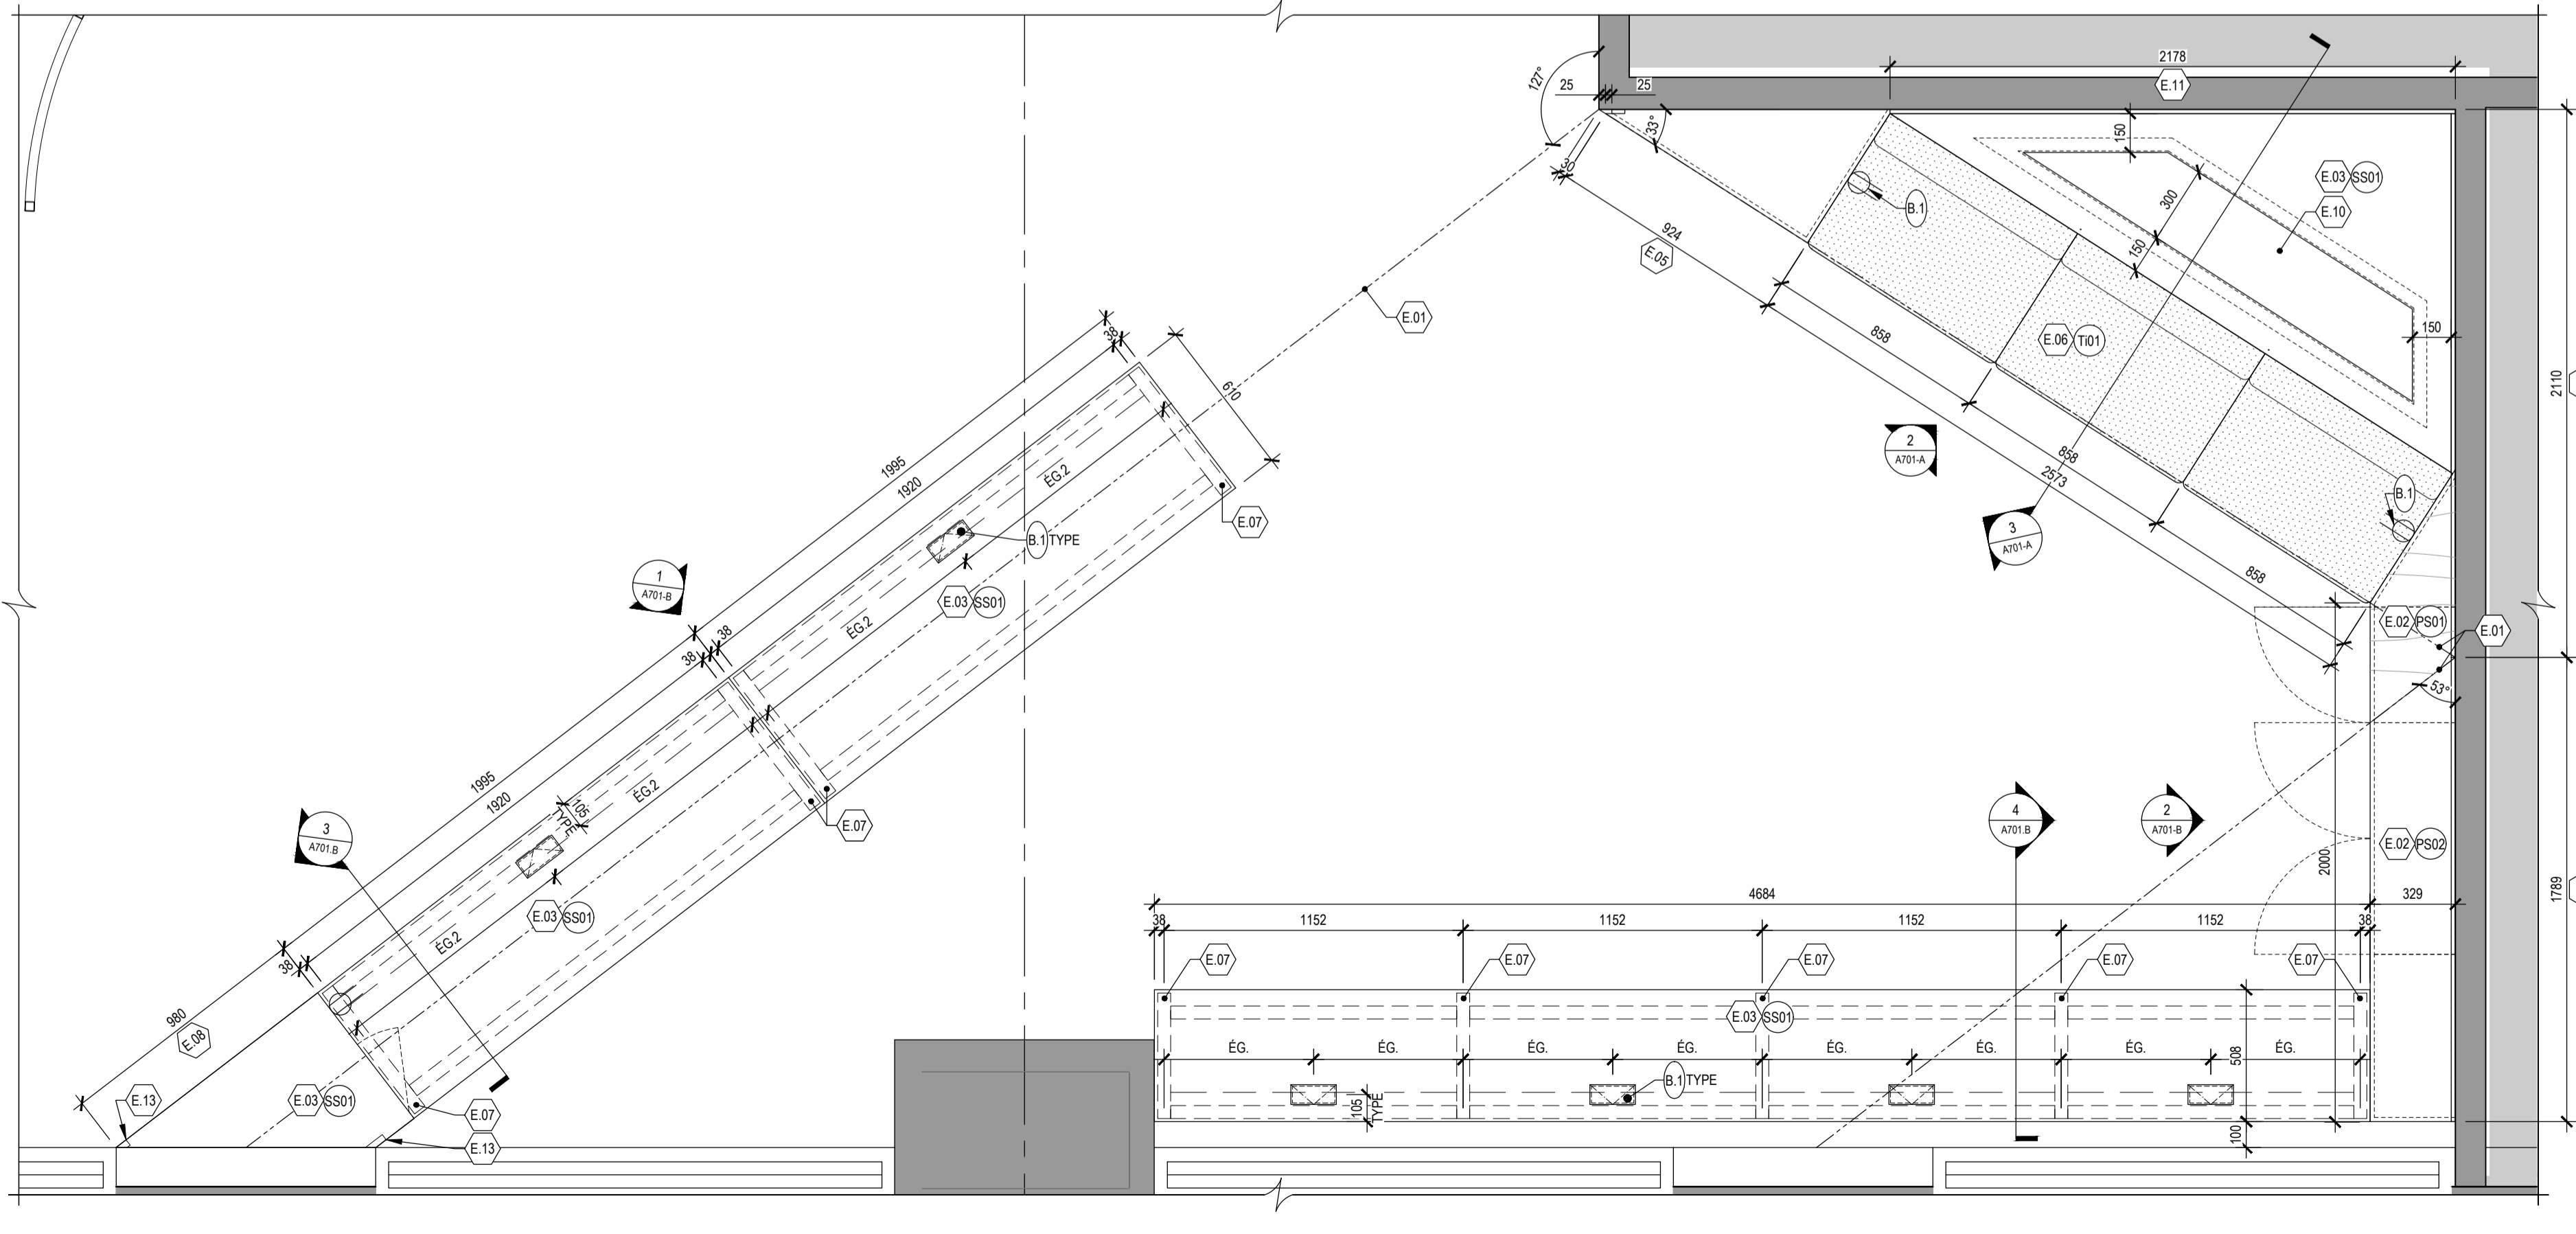 2178
E.11
127°
25
25
33°
30
150
300
150
E.03 SS01
E.10
B.1
924
E.05
E.01
150
858
E.06 Ti01
2110
38
610
1995
1920
ÉG.2
2
A701-A
858
2573
B.1
E.07
3
A701-A
B.1 TYPE
858
1
A701-B
E.03 SS01
ÉG.2
E.02 PS01
E.01
38
38
53°
1995
1920
ÉG.2
105
TYPE
E.07
3
A701.B
4
A701.B
2
A701-B
E.02 PS02
2000
4684
329
1789
E.03 SS01
38
1152
1152
1152
1152
38
ÉG.2
E.07
E.07
E.07
E.07
E.07
38
980
E.08
E.03 SS01
ÉG.
ÉG.
ÉG.
ÉG.
ÉG.
ÉG.
ÉG.
ÉG.
508
B.1 TYPE
E.13
E.03 SS01
E.07
105
TYPE
100
E.13